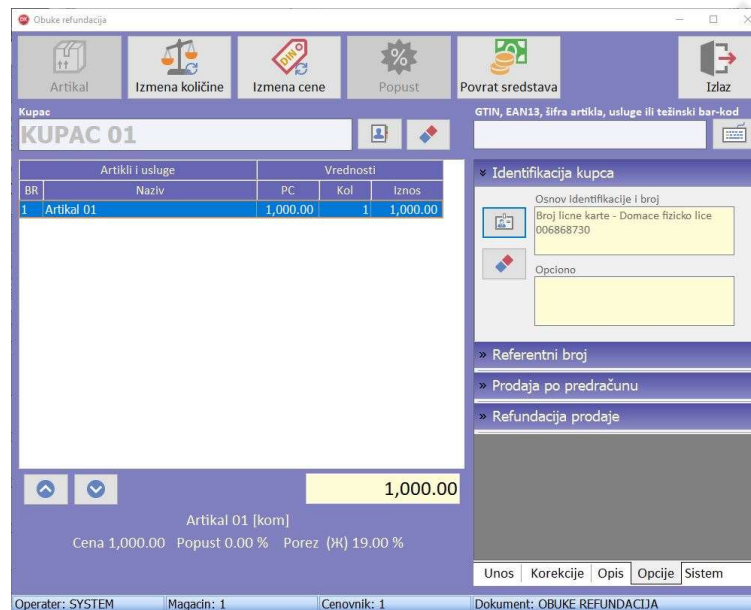 Obuke refundacija
Artikal
Izmena količine
Izmena cene
Popust
Povrat sredstava
Izlaz
Kupac
KUPAC 01
GTIN, EAN13, šifra artikla, usluge ili težinski bar-kod
Artikli i usluge Vrednosti
BR Naziv PC Kol Iznos
1 Artikal 01 1,000.00 1 1,000.00
Identifikacija kupca
Osnov identifikacije i broj
Broj licne karte - Domace fizicko lice
006868730
Opciono
» Referentni broj
» Prodaja po predračunu
» Refundacija prodaje
1,000.00
Artikal 01 [kom]
Cena 1,000.00 Popust 0.00 % Porez (Ж) 19.00 %
Unos Korekcije Opis Opcije Sistem
Operater: SYSTEM Magacin: 1 Cenovnik: 1 Dokument: OBUKE REFUNDACIJA